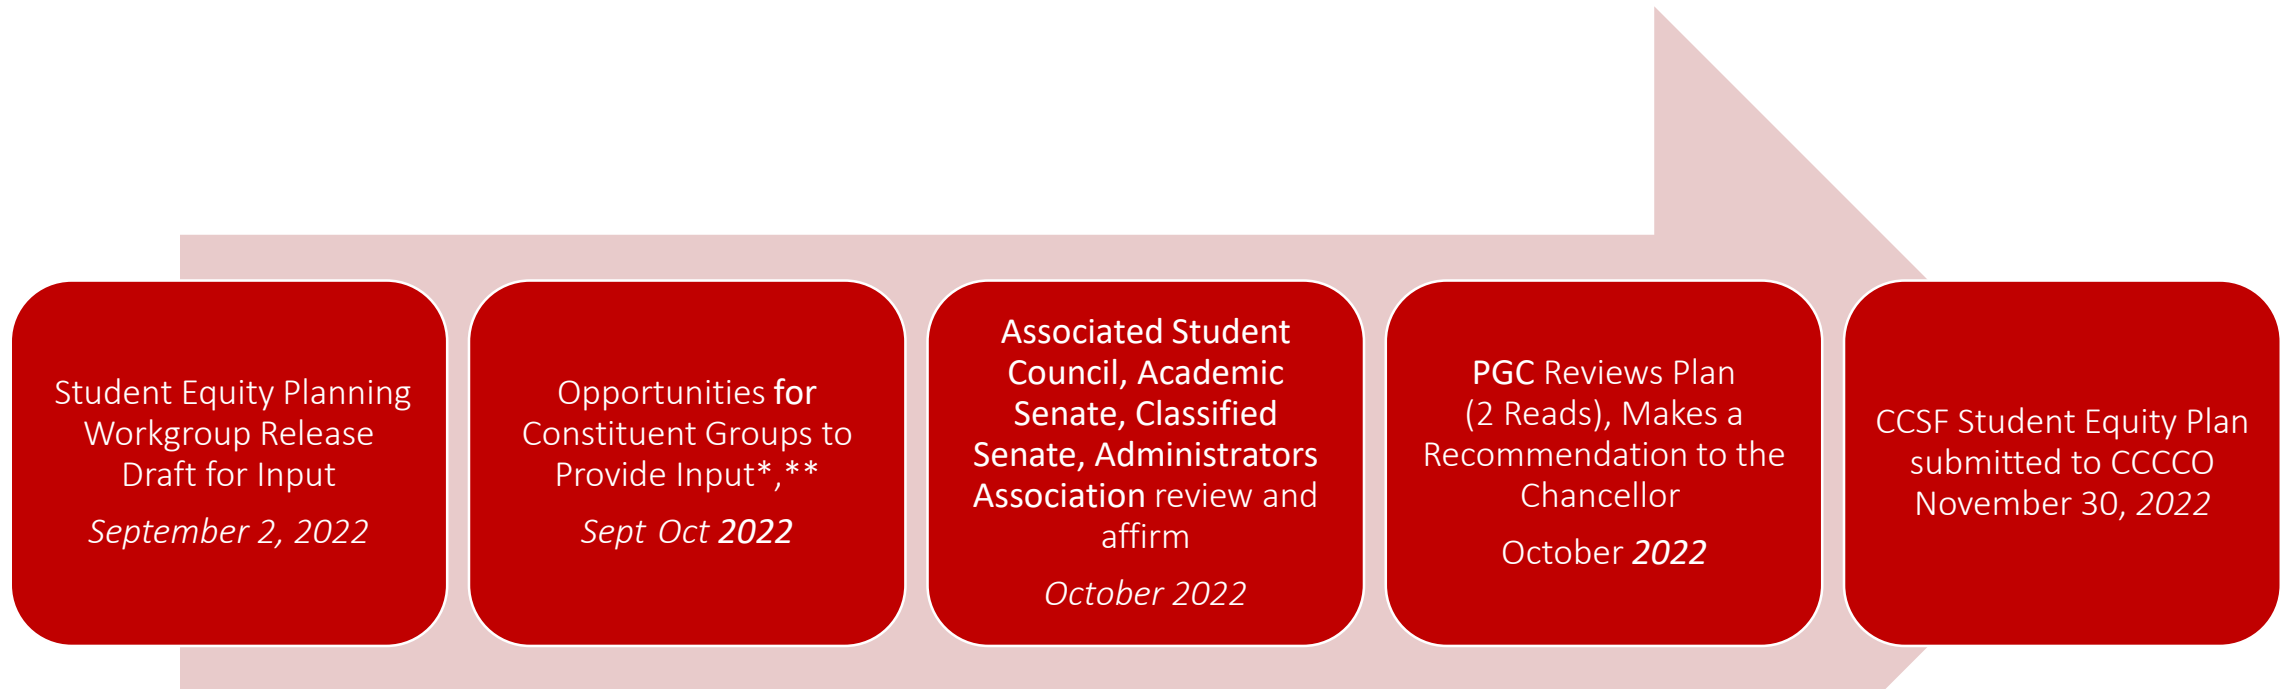 Student Equity Planning
Workgroup Release
Draft for Input
September 2, 2022
Opportunities for
Constituent Groups to
Provide Input*,**
Sept Oct 2022
Associated Student
Council, Academic
Senate, Classified
Senate, Administrators
Association review and
affirm
October 2022
PGC Reviews Plan
(2 Reads), Makes a
Recommendation to the
Chancellor
October 2022
CCSF Student Equity Plan
submitted to CCCCO
November 30, 2022